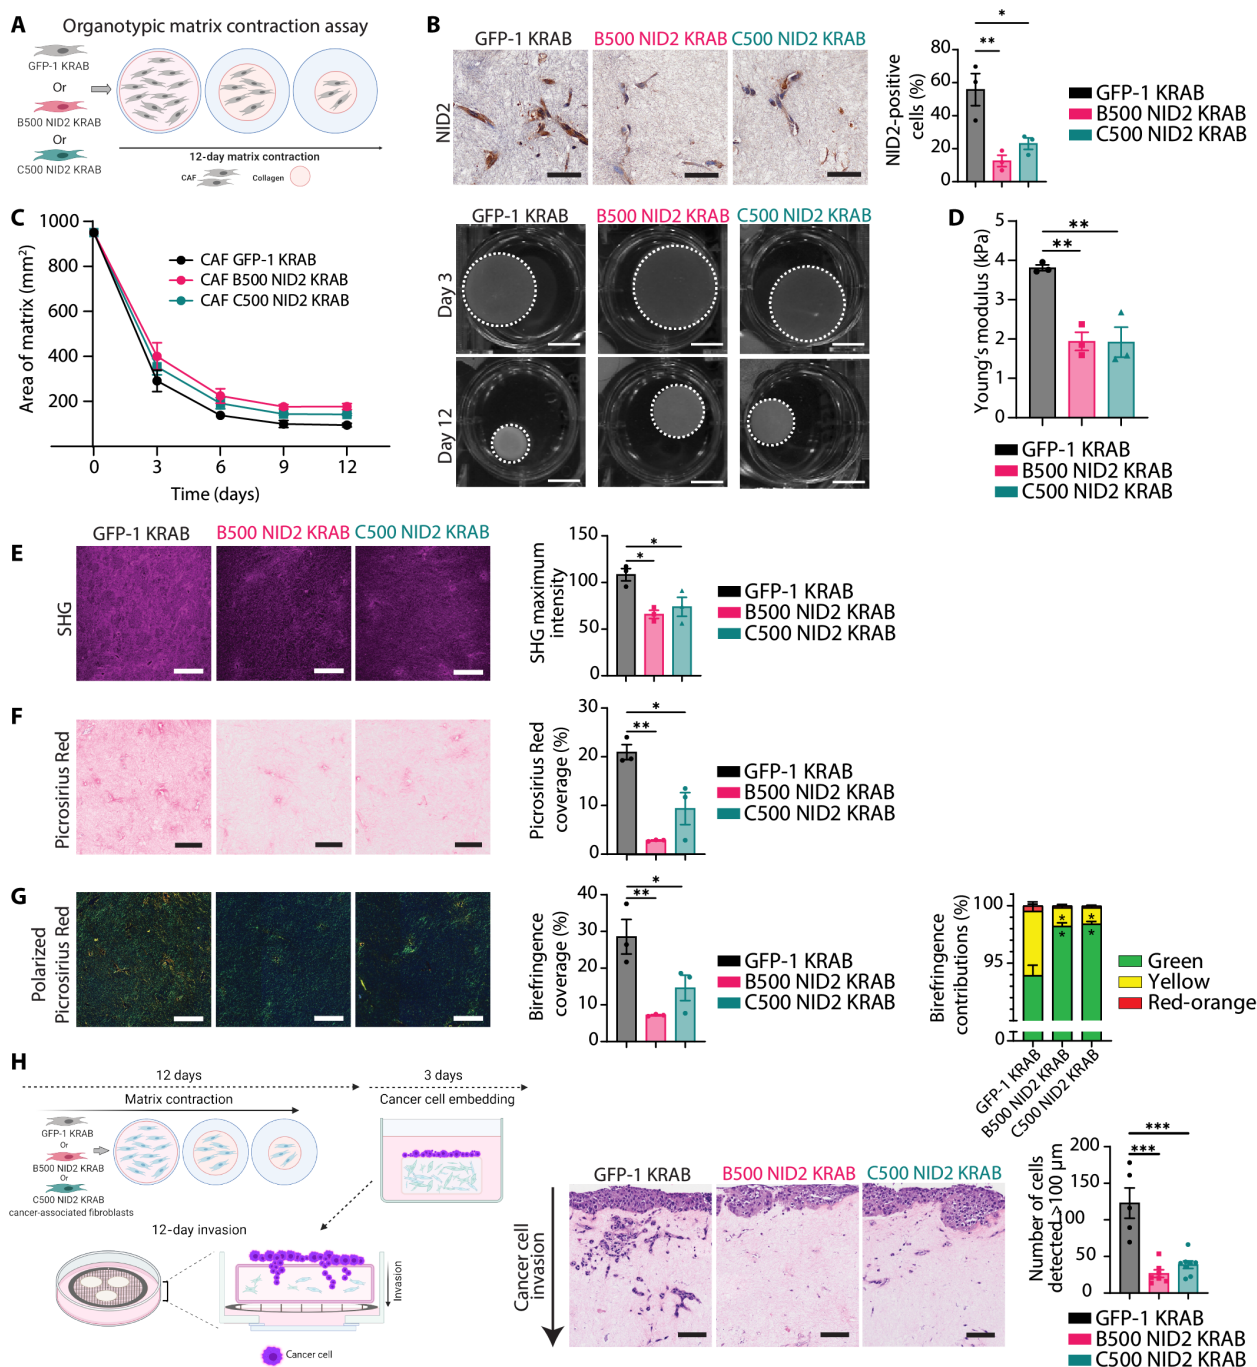 A
Organotypic matrix contraction assay
GFP-1 KRAB
Or
B500 NID2 KRAB
Or
C500 NID2 KRAB
12-day matrix contraction
CAF
Collagen
B
GFP-1 KRAB
B500 NID2 KRAB
C500 NID2 KRAB
NID2
NID2-positive
cells (%)
80
60
40
20
0
**
*
GFP-1 KRAB
B500 NID2 KRAB
C500 NID2 KRAB
C
Area of matrix (mm²)
1000
800
600
400
200
0
3
6
9
12
Time (days)
CAF GFP-1 KRAB
CAF B500 NID2 KRAB
CAF C500 NID2 KRAB
GFP-1 KRAB
B500 NID2 KRAB
C500 NID2 KRAB
Day 3
Day 12
D
Young's modulus (kPa)
5
4
3
2
1
0
**
**
GFP-1 KRAB
B500 NID2 KRAB
C500 NID2 KRAB
E
GFP-1 KRAB
B500 NID2 KRAB
C500 NID2 KRAB
SHG
SHG maximum
intensity
150
100
50
0
*
*
GFP-1 KRAB
B500 NID2 KRAB
C500 NID2 KRAB
F
Picrosirius Red
Picrosirius Red
coverage (%)
30
20
10
0
*
**
GFP-1 KRAB
B500 NID2 KRAB
C500 NID2 KRAB
G
Polarized
Picrosirius Red
Birefringence
coverage (%)
40
30
20
10
0
*
**
GFP-1 KRAB
B500 NID2 KRAB
C500 NID2 KRAB
Birefringence
contributions (%)
100
95
0
*
*
*
*
GFP-1 KRAB
B500 NID2 KRAB
C500 NID2 KRAB
Green
Yellow
Red-orange
H
12 days
3 days
Matrix contraction
Cancer cell embedding
GFP-1 KRAB
Or
B500 NID2 KRAB
Or
C500 NID2 KRAB
cancer-associated fibroblasts
12-day invasion
Invasion
Cancer cell
GFP-1 KRAB
B500 NID2 KRAB
C500 NID2 KRAB
Cancer cell
invasion
Number of cells
detected >100 μm
200
150
100
50
0
***
***
GFP-1 KRAB
B500 NID2 KRAB
C500 NID2 KRAB